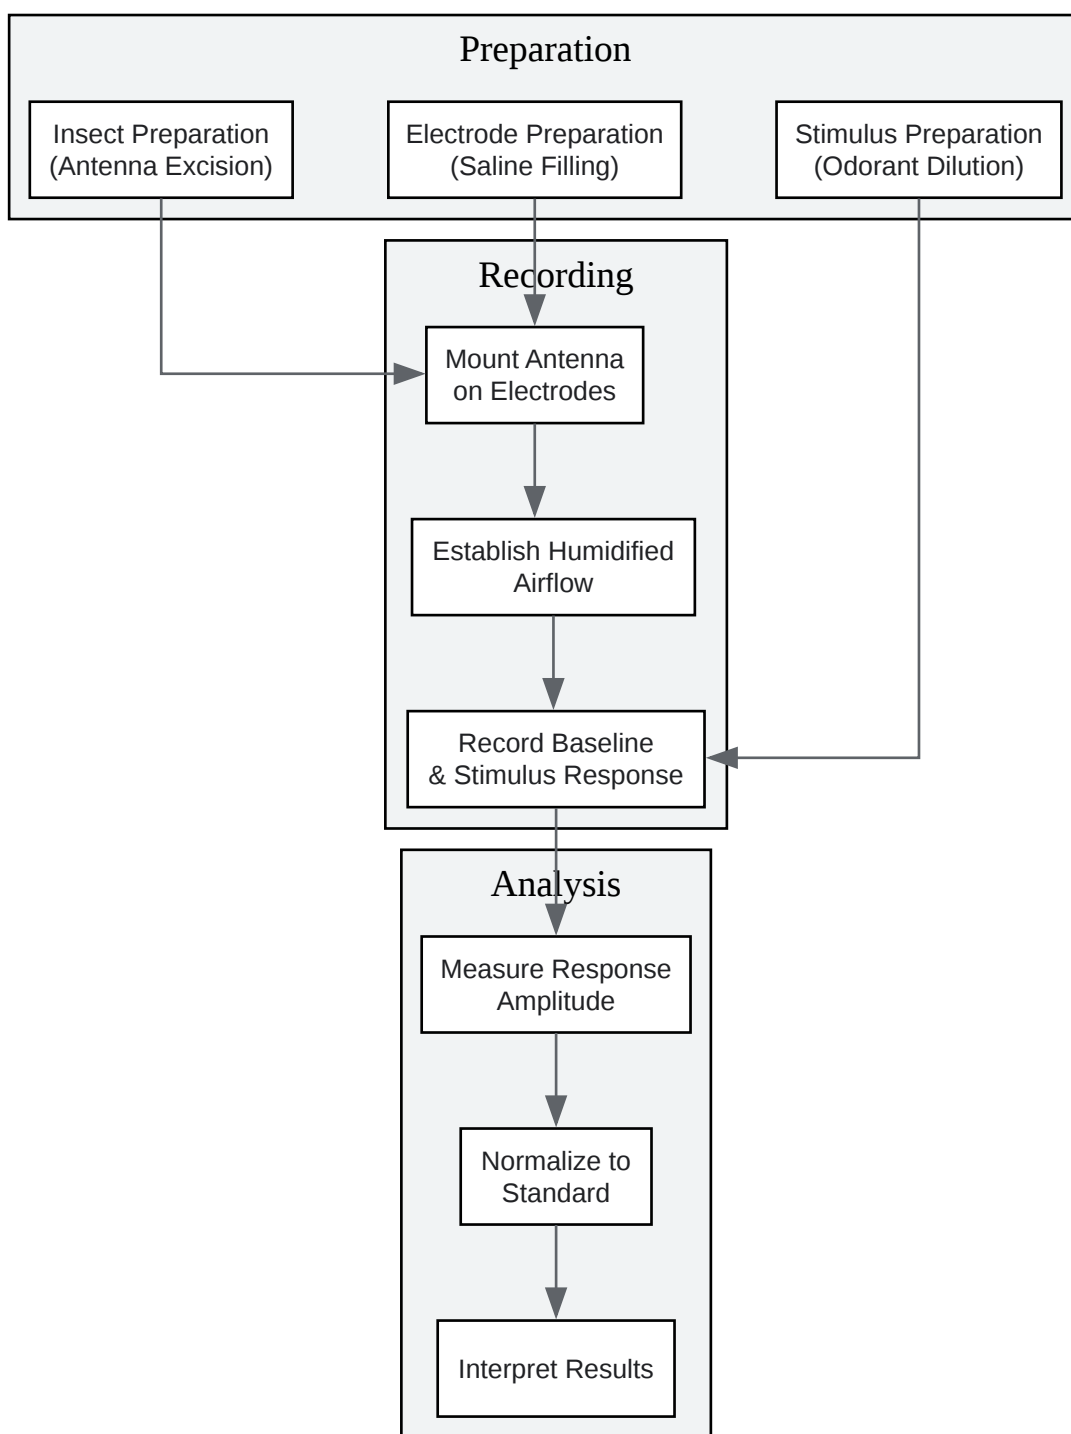 Preparation
Insect Preparation
(Antenna Excision)
Electrode Preparation
(Saline Filling)
Stimulus Preparation
(Odorant Dilution)
Recording
Mount Antenna
on Electrodes
Establish Humidified
Airflow
Record Baseline
& Stimulus Response
Analysis
Measure Response
Amplitude
Normalize to
Standard
Interpret Results